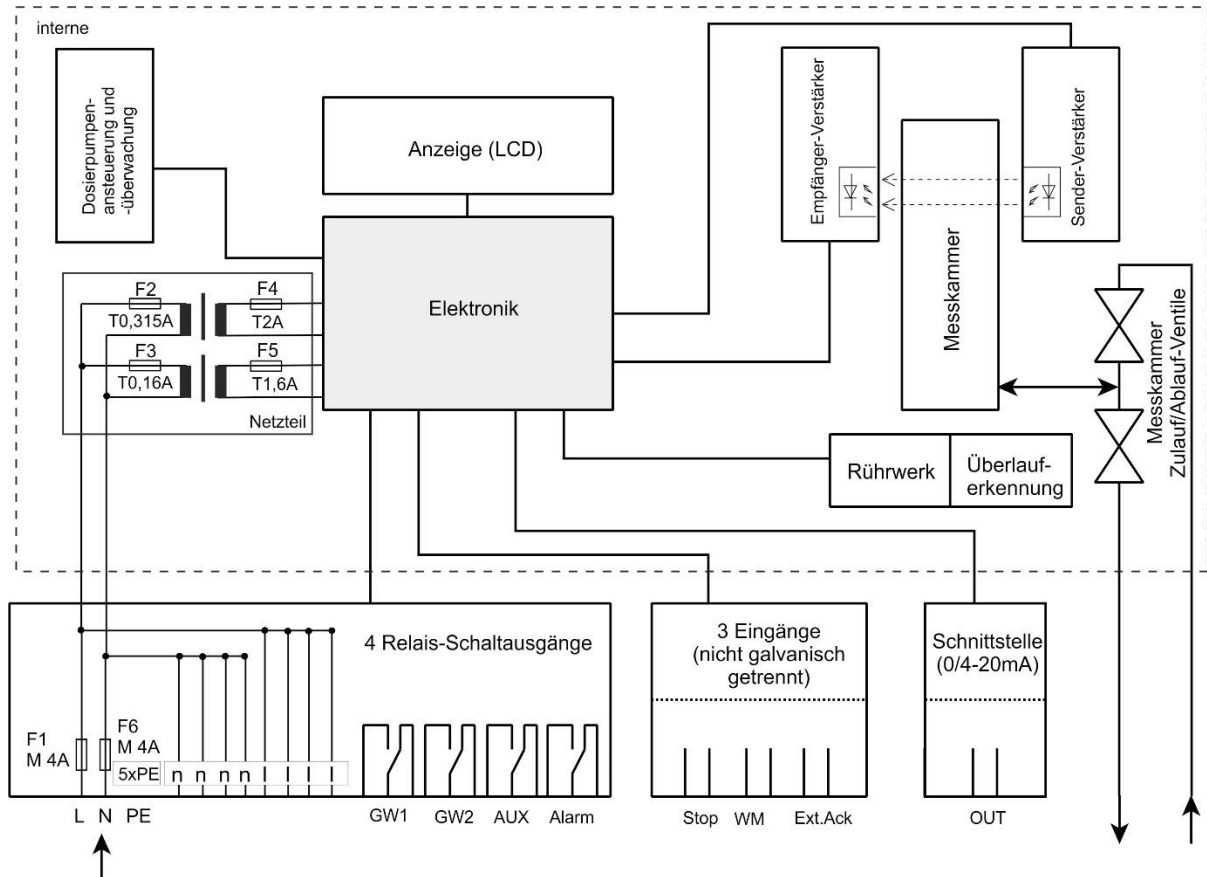 interne
Dosierpumpen-
ansteuerung und
-überwachung
Anzeige (LCD)
Empfänger-Verstärker
Messkammer
Sender-Verstärker
F2
T0,315A
F4
T2A
F3
T0,16A
F5
T1,6A
Netzteil
Elektronik
Messkammer
Zulauf/Ablauf-Ventile
Rührwerk
Überlauf-
erkennung
4 Relais-Schaltausgänge
3 Eingänge
(nicht galvanisch
getrennt)
Schnittstelle
(0/4-20mA)
F1
M 4A
F6
M 4A
5xPE
n n n n
L N PE
GW1 GW2 AUX Alarm
Stop WM Ext.Ack
OUT